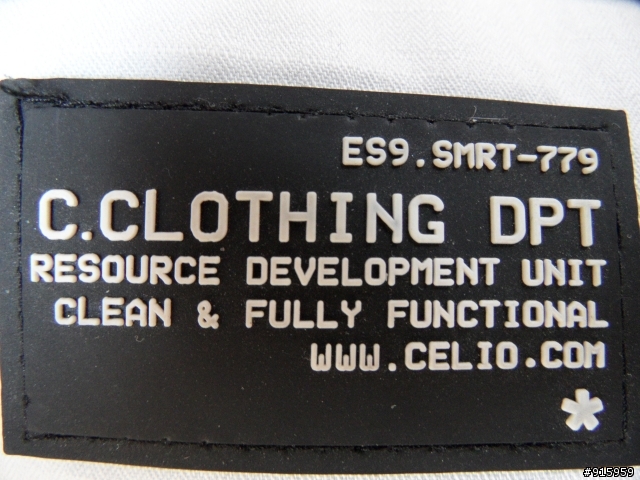 ES9.SMRT-779
C.CLOTHING DPT
RESOURCE DEVELOPMENT UNIT
CLEAN & FULLY FUNCTIONAL
WWW.CELIO.COM
*
#915959